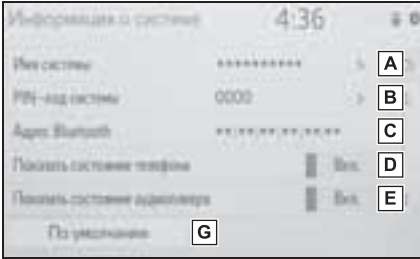 Информация о системе 4:36
Имя системы ********** A
PIN-код системы 0000 B
Адрес Bluetooth **:**:**:**:**:** C
Показать состояние телефона Вкл. D
Показать состояние аудиоплеера Вкл. E
По умолчанию G